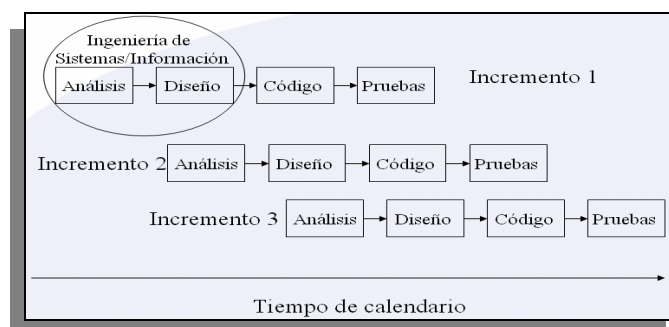 Ingeniería de
Sistemas/Información
Análisis Diseño Código Pruebas
Incremento 1
Incremento 2 Análisis Diseño Código Pruebas
Incremento 3 Análisis Diseño Código Pruebas
Tiempo de calendario